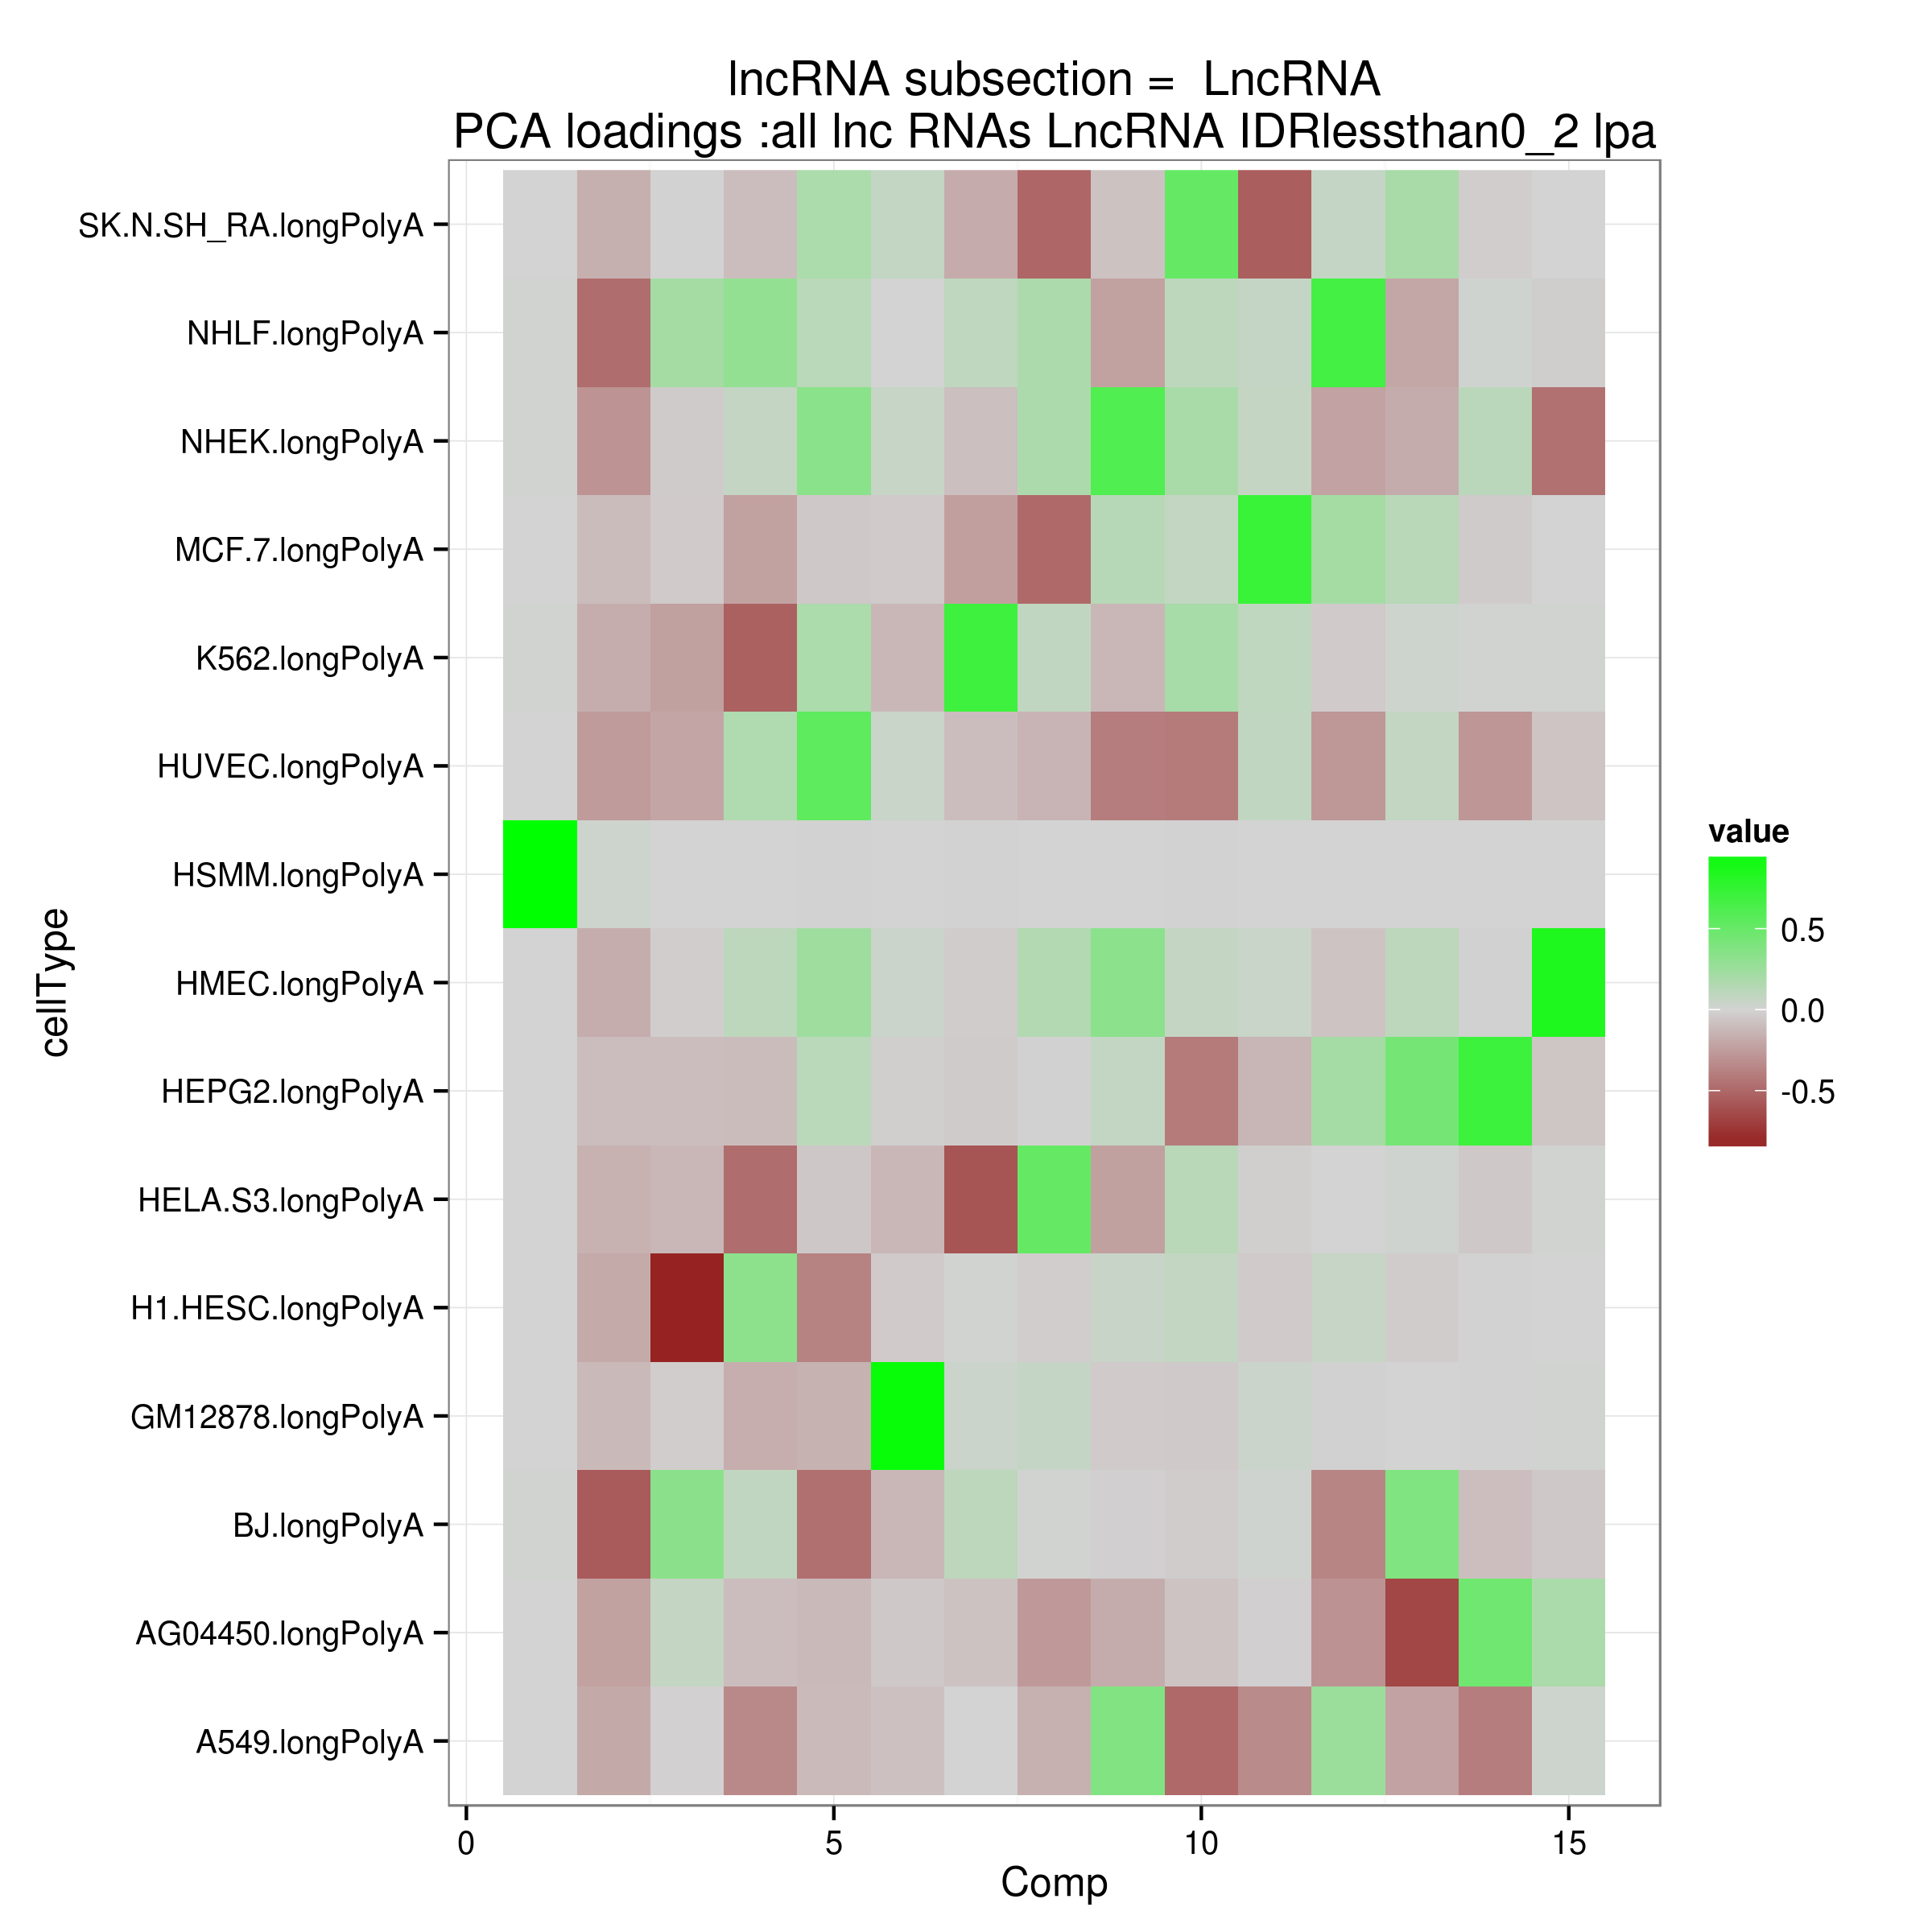 lncRNA subsection =  LncRNA
PCA loadings :all lnc RNAs LncRNA IDRlessthan0_2 lpa
cellType
SK.N.SH_RA.longPolyA
NHLF.longPolyA
NHEK.longPolyA
MCF.7.longPolyA
K562.longPolyA
HUVEC.longPolyA
HSMM.longPolyA
HMEC.longPolyA
HEPG2.longPolyA
HELA.S3.longPolyA
H1.HESC.longPolyA
GM12878.longPolyA
BJ.longPolyA
AG04450.longPolyA
A549.longPolyA
0 5 10 15
Comp
value
0.5
0.0
-0.5